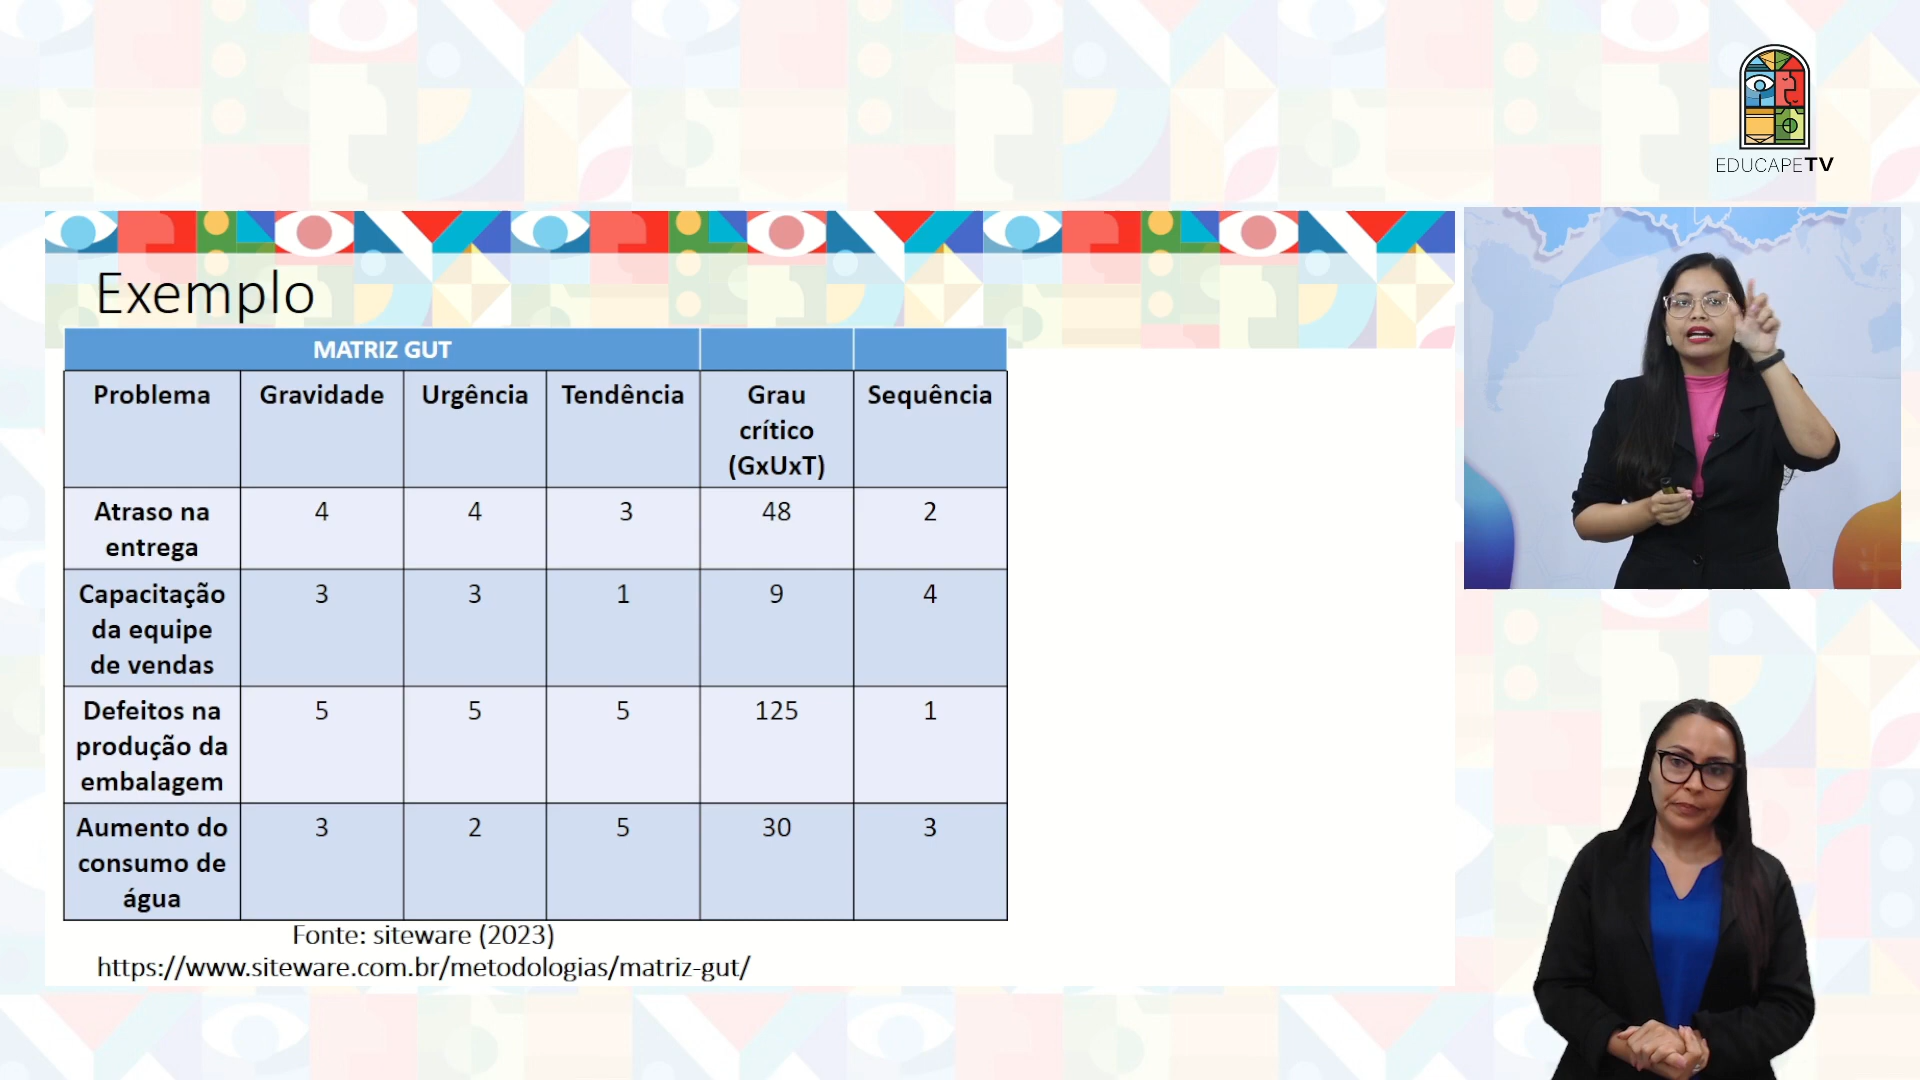 EDUCAPETV
Exemplo
MATRIZ GUT
Problema Gravidade Urgência Tendência Grau crítico (GxUxT) Sequência
Atraso na entrega 4 4 3 48 2
Capacitação da equipe de vendas 3 3 1 9 4
Defeitos na produção da embalagem 5 5 5 125 1
Aumento do consumo de água 3 2 5 30 3
Fonte: siteware (2023)
https://www.siteware.com.br/metodologias/matriz-gut/